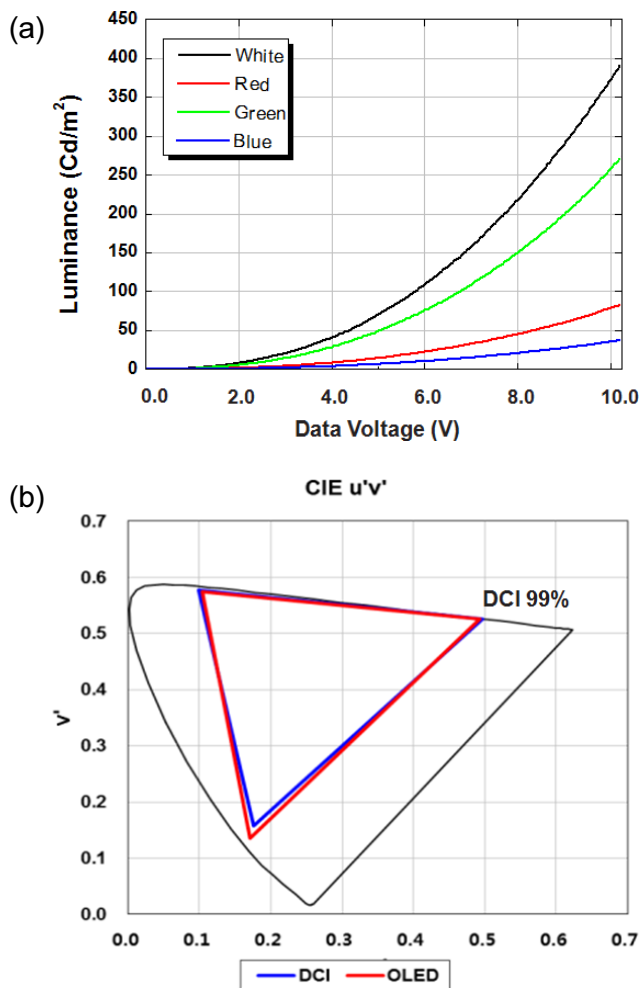 (a)
450
400
350
300
250
200
150
100
50
0
Luminance (Cd/m²)
White
Red
Green
Blue
0.0 2.0 4.0 6.0 8.0 10.0
Data Voltage (V)
(b)
CIE u'v'
0.7
0.6
0.5
0.4
0.3
0.2
0.1
0.0
v'
DCI 99%
0.0 0.1 0.2 0.3 0.4 0.5 0.6 0.7
DCI OLED